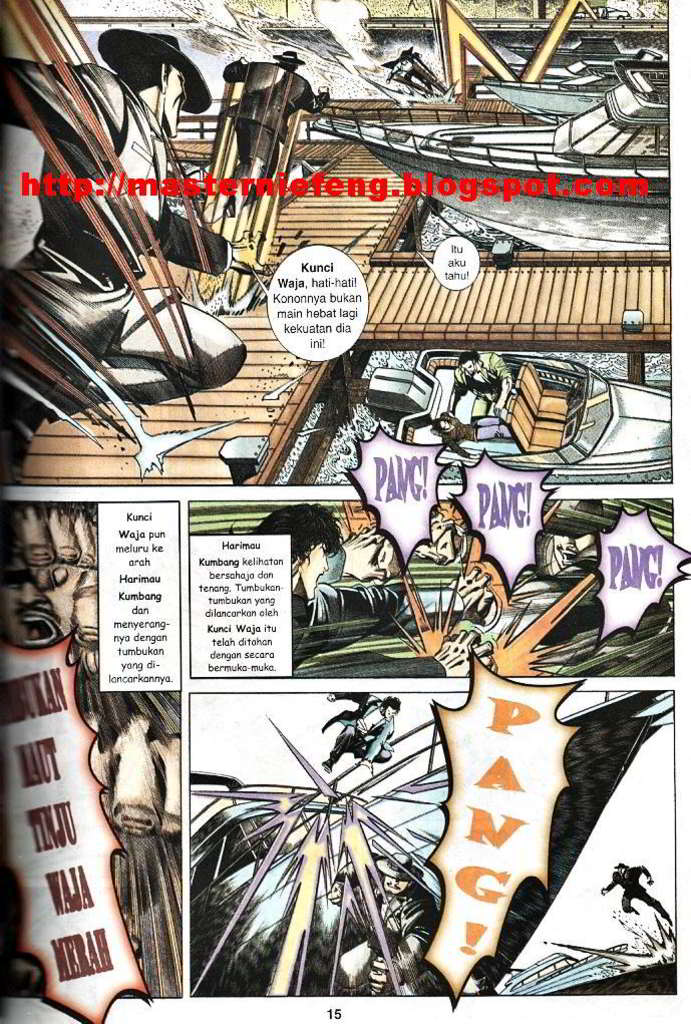 http://masterniefeng.blogspot.com
Itu
aku
tahu!
Kunci
Waja, hati-hati!
Kononnya bukan
main hebat lagi
kekuatan dia
ini!
Kunci
Waja pun
meluru ke
arah
Harimau
Kumbang
dan
menyerang-
nya dengan
tumbukan
yang di-
lancarkannya.
Harimau
Kumbang kelihatan
bersahaja dan
tenang. Tumbukan-
tumbukan yang
dilancarkan oleh
Kunci Waja itu
telah ditahan
dengan secara
bermuka-muka.
PANG!
PANG!
PANG!
MAUT
TINJU
WAJA
MERAH
PANG!
15